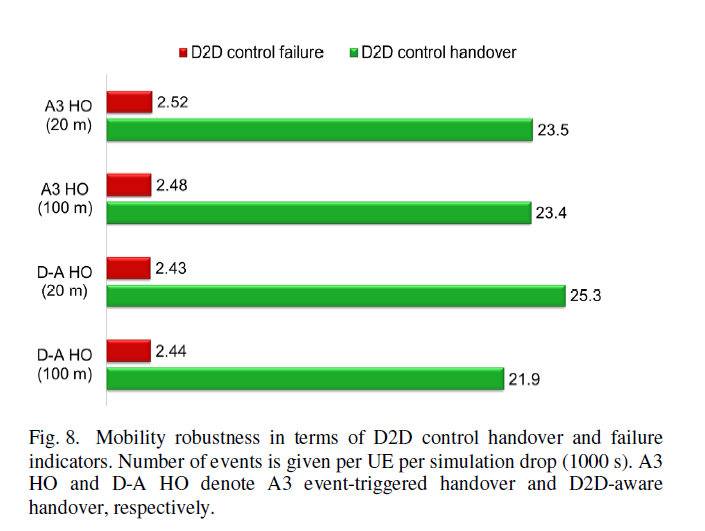 D2D control failure D2D control handover
A3 HO
(20 m)
2.52
23.5
A3 HO
(100 m)
2.48
23.4
D-A HO
(20 m)
2.43
25.3
D-A HO
(100 m)
2.44
21.9
Fig. 8. Mobility robustness in terms of D2D control handover and failure
indicators. Number of events is given per UE per simulation drop (1000 s). A3
HO and D-A HO denote A3 event-triggered handover and D2D-aware
handover, respectively.